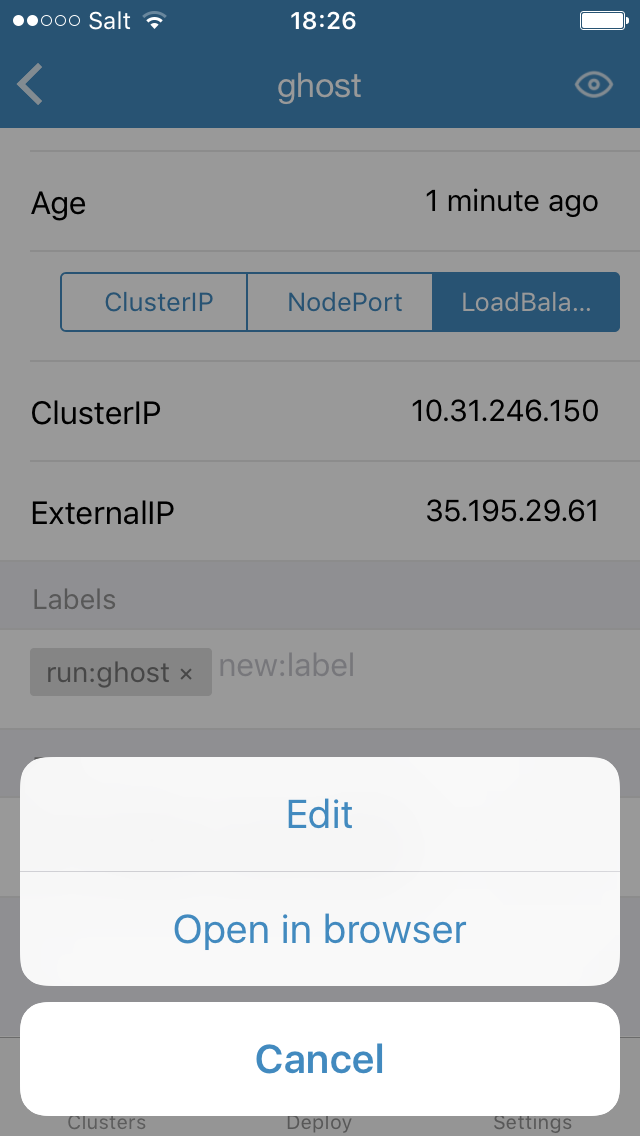 Salt 18:26
ghost
Age 1 minute ago
ClusterIP NodePort LoadBala...
ClusterIP 10.31.246.150
ExternalIP 35.195.29.61
Labels
run:ghost × new:label
Edit
Open in browser
Cancel
Clusters Deploy Settings